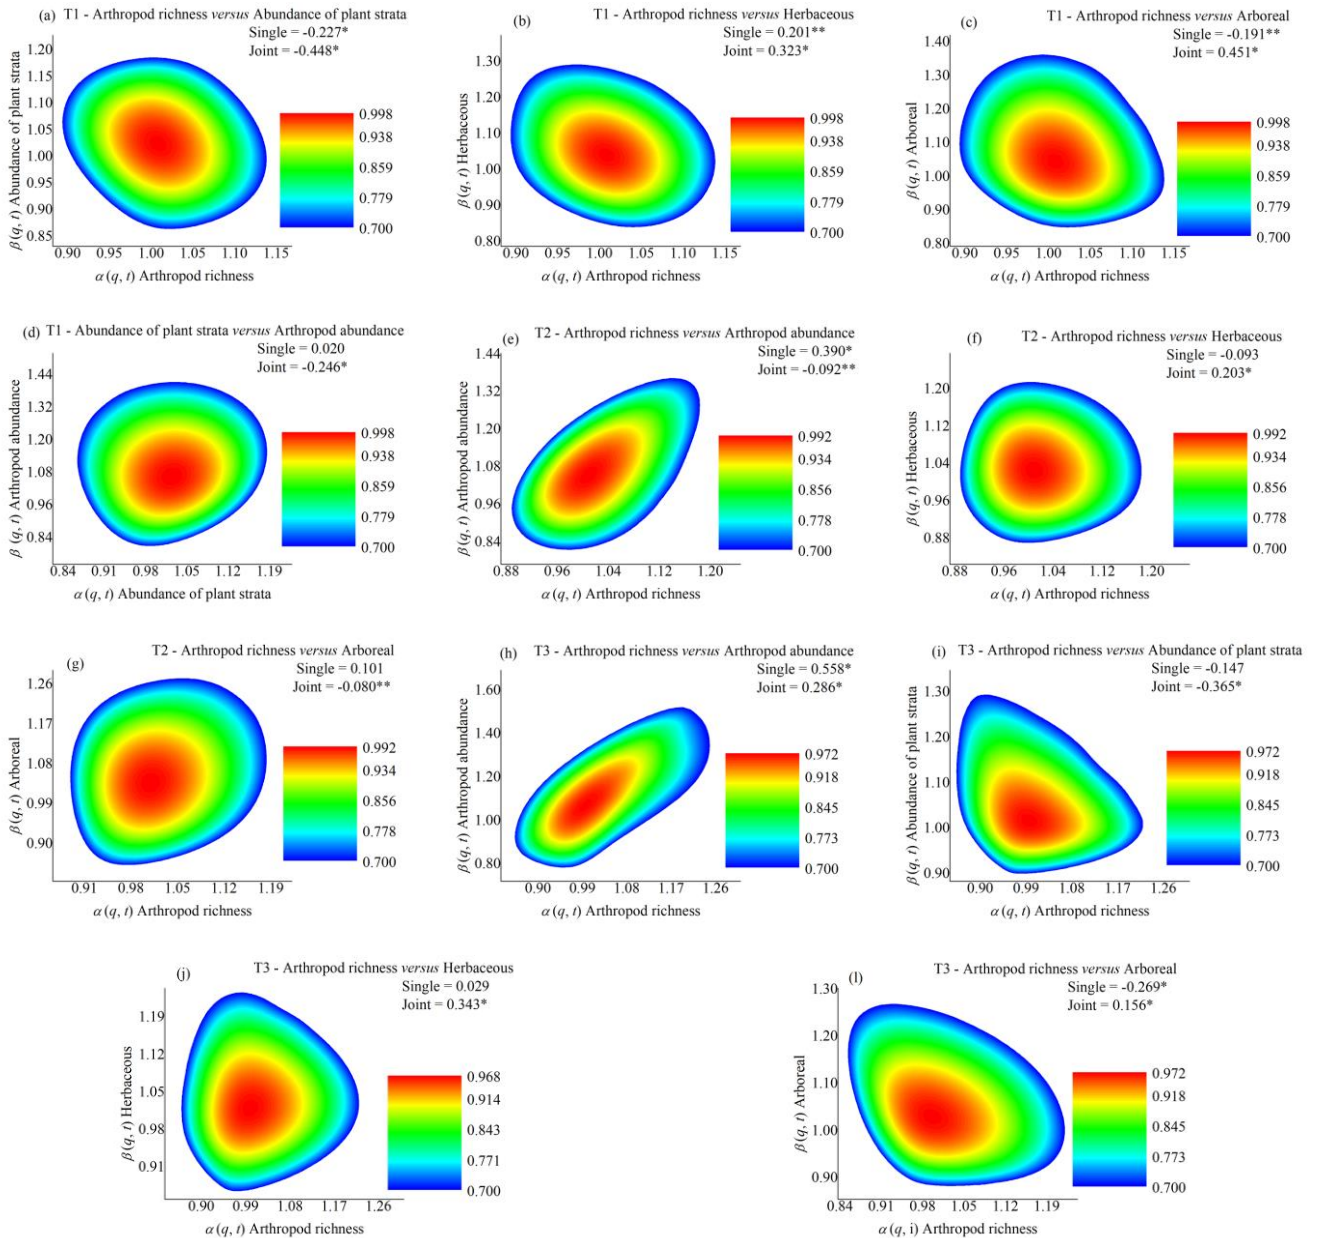 (a) T1 - Arthropod richness versus Abundance of plant strata
Single = -0.227*
Joint = -0.448*
β (q, t) Abundance of plant strata
1.20
1.15
1.10
1.05
1.00
0.95
0.90
0.85
0.998
0.938
0.859
0.779
0.700
0.90 0.95 1.00 1.05 1.10 1.15
α (q, t) Arthropod richness
(b) T1 - Arthropod richness versus Herbaceous
Single = 0.201**
Joint = 0.323*
β(q, t) Herbaceous
1.30
1.20
1.10
1.00
0.90
0.80
0.998
0.938
0.859
0.779
0.700
0.90 0.95 1.00 1.05 1.10 1.15
α (q, t) Arthropod richness
(c) T1 - Arthropod richness versus Arboreal
Single = -0.191**
Joint = 0.451*
β(q, t) Arboreal
1.40
1.30
1.20
1.10
1.00
0.90
0.80
0.998
0.938
0.859
0.779
0.700
0.90 0.95 1.00 1.05 1.10 1.15
α (q, t) Arthropod richness
(d) T1 - Abundance of plant strata versus Arthropod abundance
Single = 0.020
Joint = -0.246*
β (q, t) Arthropod abundance
1.44
1.32
1.20
1.08
0.96
0.84
0.998
0.938
0.859
0.779
0.700
0.84 0.91 0.98 1.05 1.12 1.19
α (q, t) Abundance of plant strata
(e) T2 - Arthropod richness versus Arthropod abundance
Single = 0.390*
Joint = -0.092**
β (q, t) Arthropod abundance
1.44
1.32
1.20
1.08
0.96
0.84
0.992
0.934
0.856
0.778
0.700
0.88 0.96 1.04 1.12 1.20
α (q, t) Arthropod richness
(f) T2 - Arthropod richness versus Herbaceous
Single = -0.093
Joint = 0.203*
β(q, t) Herbaceous
1.20
1.12
1.04
0.96
0.88
0.992
0.934
0.856
0.778
0.700
0.88 0.96 1.04 1.12 1.20
α (q, t) Arthropod richness
(g) T2 - Arthropod richness versus Arboreal
Single = 0.101
Joint = -0.080**
β(q, t) Arboreal
1.26
1.17
1.08
0.99
0.90
0.992
0.934
0.856
0.778
0.700
0.91 0.98 1.05 1.12 1.19
α (q, t) Arthropod richness
(h) T3 - Arthropod richness versus Arthropod abundance
Single = 0.558*
Joint = 0.286*
β(q, t) Arthropod abundance
1.60
1.40
1.20
1.00
0.80
0.972
0.918
0.845
0.773
0.700
0.90 0.99 1.08 1.17 1.26
α (q, t) Arthropod richness
(i) T3 - Arthropod richness versus Abundance of plant strata
Single = -0.147
Joint = -0.365*
β(q, t) Abundance of plant strata
1.30
1.20
1.10
1.00
0.90
0.972
0.918
0.845
0.773
0.700
0.90 0.99 1.08 1.17 1.26
α (q, t) Arthropod richness
(j) T3 - Arthropod richness versus Herbaceous
Single = 0.029
Joint = 0.343*
β(q, t) Herbaceous
1.19
1.12
1.05
0.98
0.91
0.968
0.914
0.843
0.771
0.700
0.90 0.99 1.08 1.17 1.26
α (q, t) Arthropod richness
(l) T3 - Arthropod richness versus Arboreal
Single = -0.269*
Joint = 0.156*
β(q, t) Arboreal
1.30
1.20
1.10
1.00
0.90
0.972
0.918
0.845
0.773
0.700
0.84 0.91 0.98 1.05 1.12 1.19
α (q, i) Arthropod richness